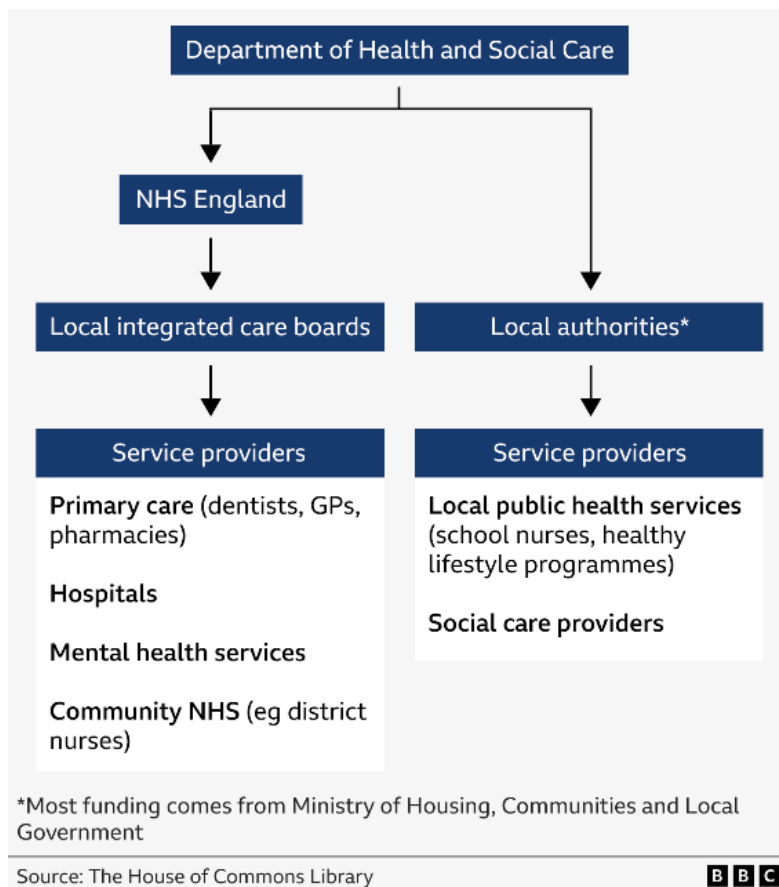 Department of Health and Social Care
NHS England
Local integrated care boards
Local authorities*
Service providers
Primary care (dentists, GPs,
pharmacies)
Hospitals
Mental health services
Community NHS (eg district
nurses)
Service providers
Local public health services
(school nurses, healthy
lifestyle programmes)
Social care providers
*Most funding comes from Ministry of Housing, Communities and Local
Government
Source: The House of Commons Library
BBC